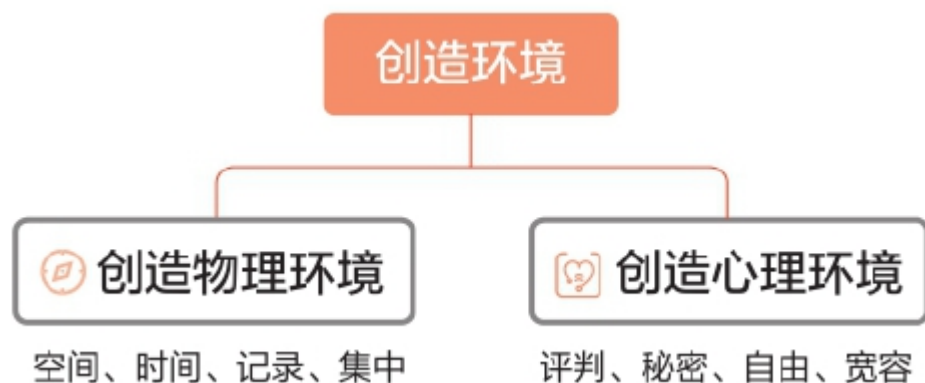 创造环境
创造物理环境
创造心理环境
空间、时间、记录、集中
评判、秘密、自由、宽容